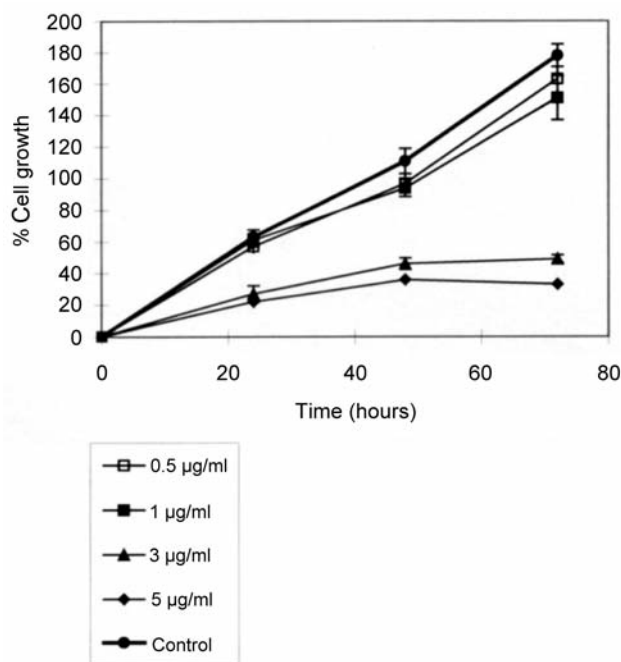 % Cell growth
200
180
160
140
120
100
80
60
40
20
0
0 20 40 60 80
Time (hours)
0.5 µg/ml
1 µg/ml
3 µg/ml
5 µg/ml
Control